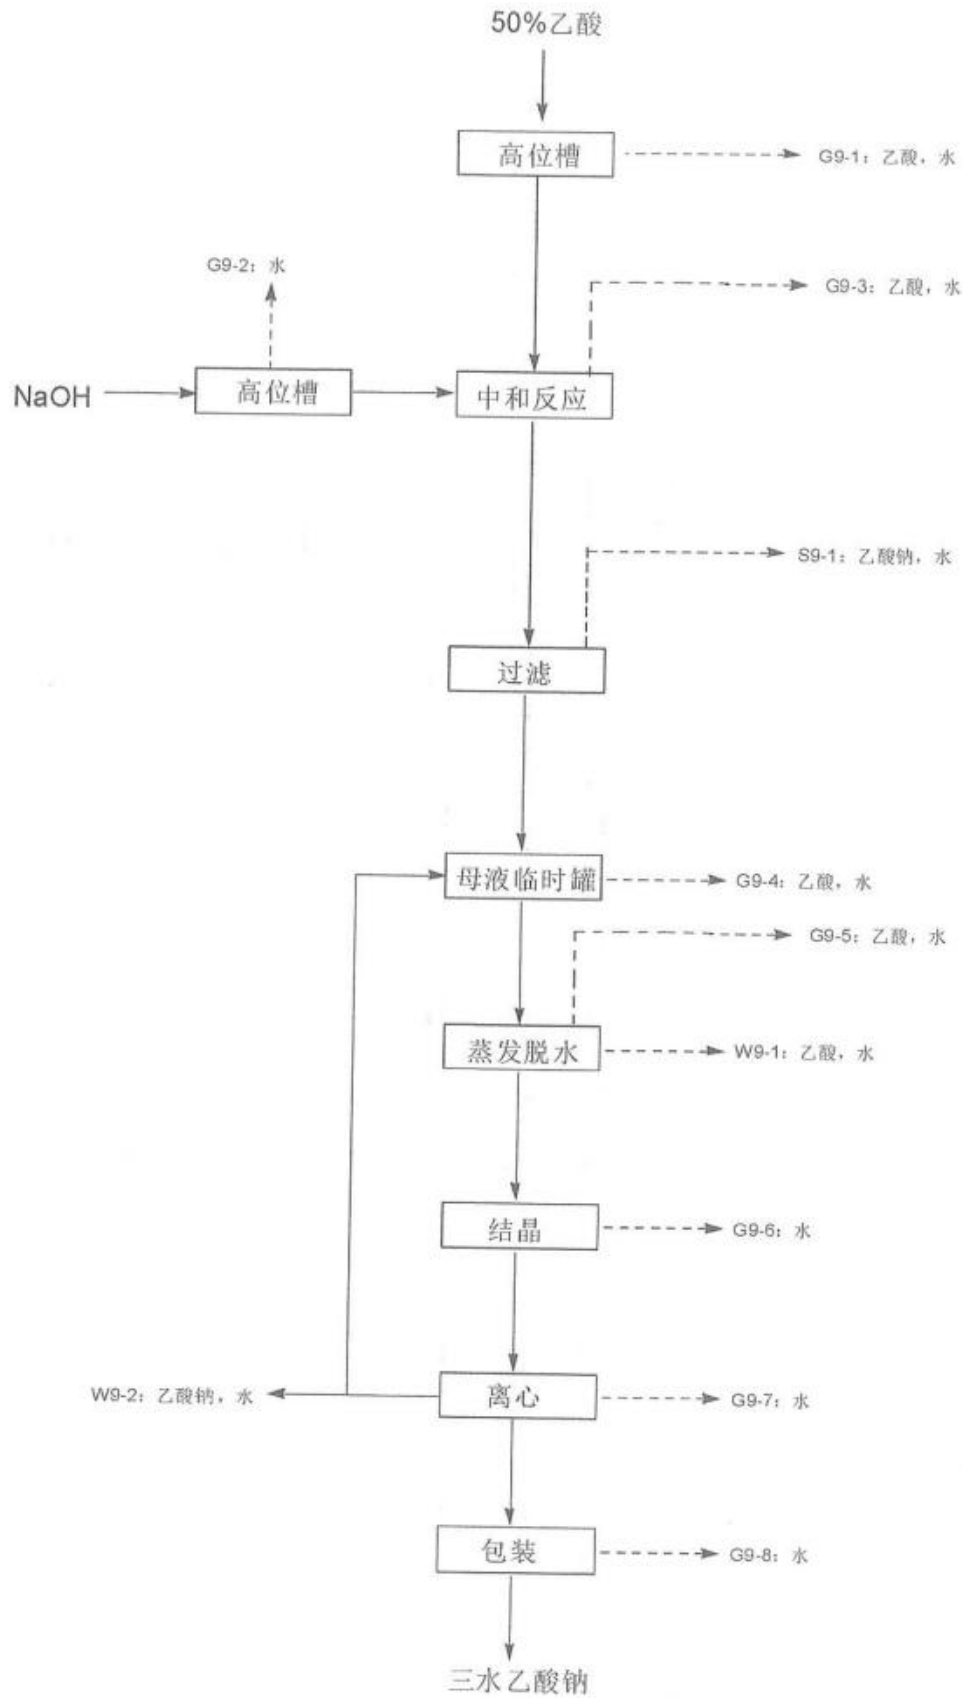 50%乙酸
高位槽
G9-1：乙酸，水
G9-2：水
G9-3：乙酸，水
NaOH
高位槽
中和反应
S9-1：乙酸钠，水
过滤
母液临时罐
G9-4：乙酸，水
G9-5：乙酸，水
蒸发脱水
W9-1：乙酸，水
结晶
G9-6：水
W9-2：乙酸钠，水
离心
G9-7：水
包装
G9-8：水
三水乙酸钠